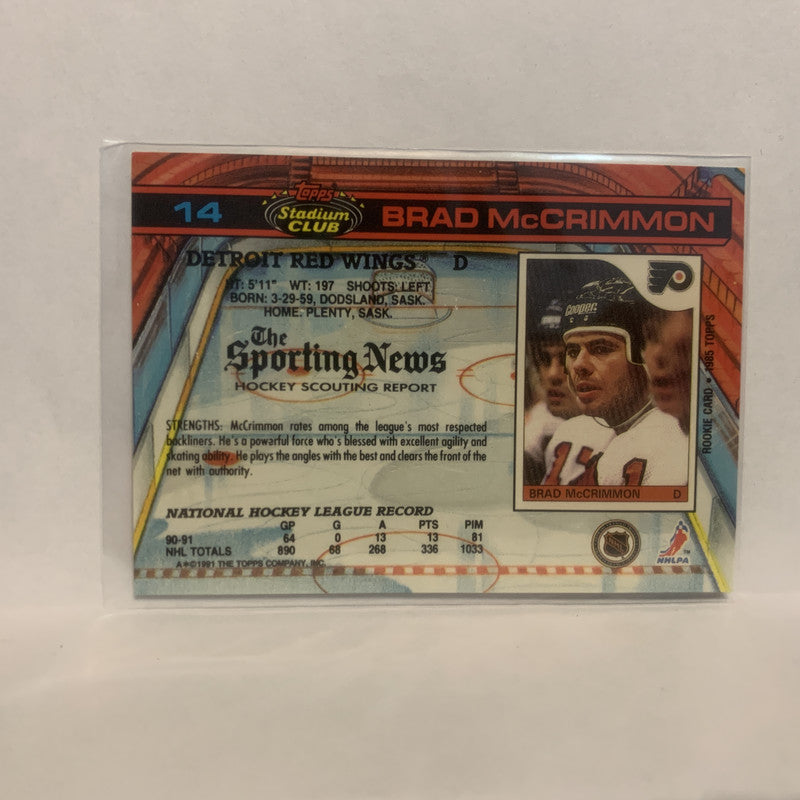 14
Topps
Stadium
CLUB
BRAD McCRIMMON
DETROIT RED WINGS® D
HT: 5'11" WT: 197 SHOOTS: LEFT
BORN: 3-29-59, DODSLAND, SASK.
HOME: PLENTY, SASK.
The
Sporting News
HOCKEY SCOUTING REPORT
STRENGTHS: McCrimmon rates among the league's most respected
backliners. He's a powerful force who's blessed with excellent agility and
skating ability. He plays the angles with the best and clears the front of the
net with authority.
NATIONAL HOCKEY LEAGUE RECORD
GP G A PTS PIM
90-91 64 0 13 13 81
NHL TOTALS 890 68 268 336 1033
A*©1991 THE TOPPS COMPANY, INC.
Cooper
BRAD McCRIMMON D
ROOKIE CARD • 1985 TOPPS
NHL
NHLPA™